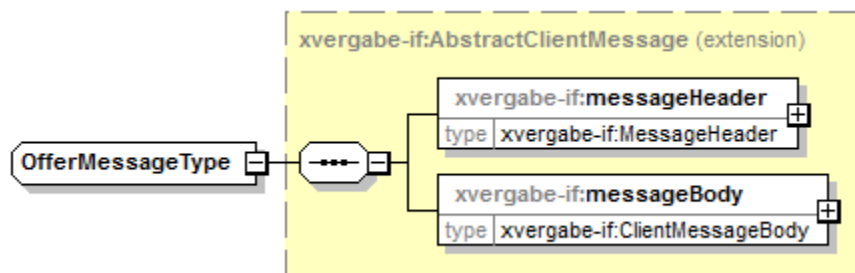 xvergabe-if:AbstractClientMessage (extension)
xvergabe-if:messageHeader
type xvergabe-if:MessageHeader
OfferMessageType
xvergabe-if:messageBody
type xvergabe-if:ClientMessageBody